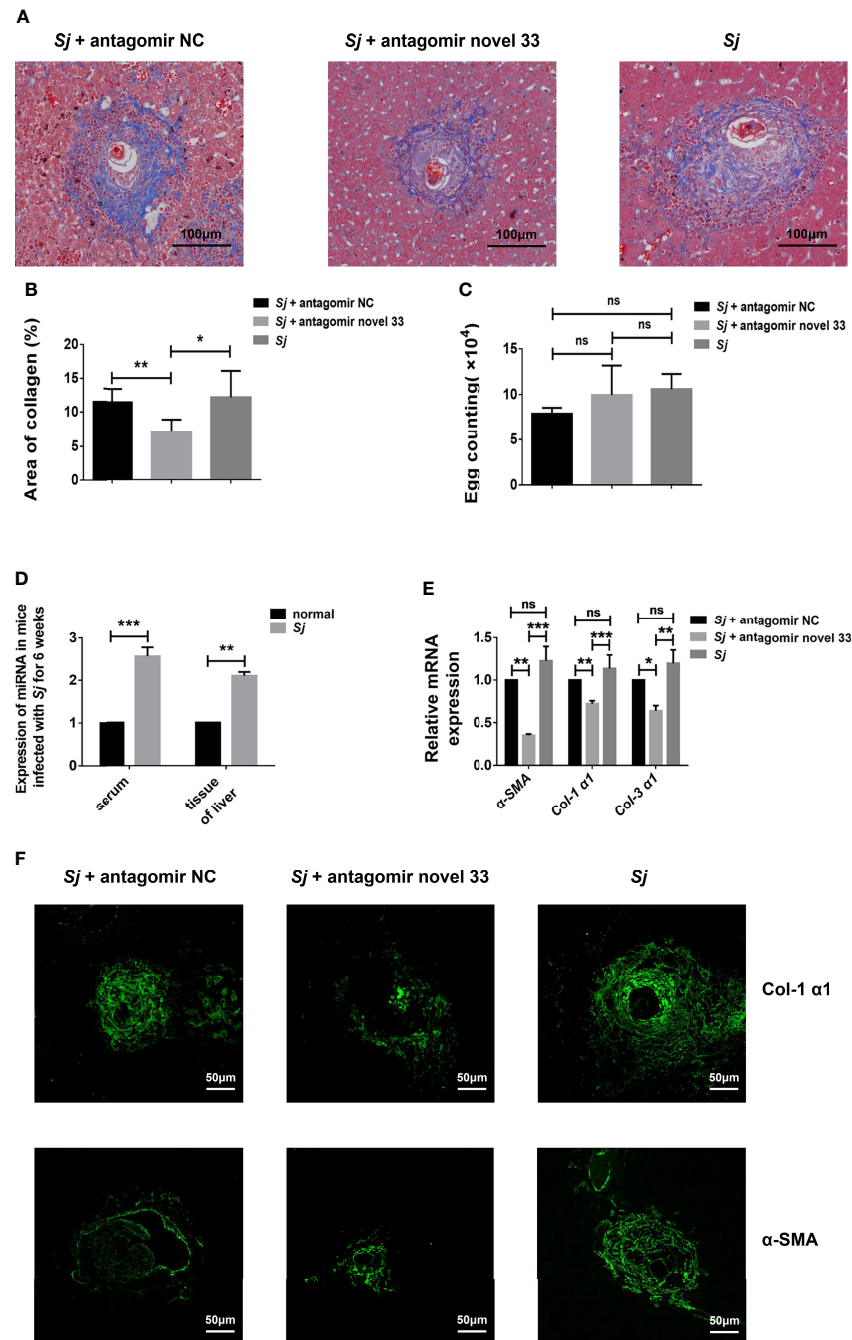 A
Sj + antagomir NC
Sj + antagomir novel 33
Sj
100μm
100μm
100μm
B
Sj + antagomir NC
Sj + antagomir novel 33
Sj
Area of collagen (%)
20
15
10
5
0
**
*
C
Sj + antagomir NC
Sj + antagomir novel 33
Sj
Egg counting( ×10⁴)
15
10
5
0
ns
ns
ns
D
normal
Sj
Expression of miRNA in mice
infected with Sj for 6 weeks
3
2
1
0
***
**
serum
tissue
of liver
E
Sj + antagomir NC
Sj + antagomir novel 33
Sj
Relative mRNA
expression
1.5
1.0
0.5
0.0
ns
ns
ns
** ***
** ***
* **
α-SMA
Col-1 α1
Col-3 α1
F
Sj + antagomir NC
Sj + antagomir novel 33
Sj
50μm
50μm
50μm
Col-1 α1
50μm
50μm
50μm
α-SMA